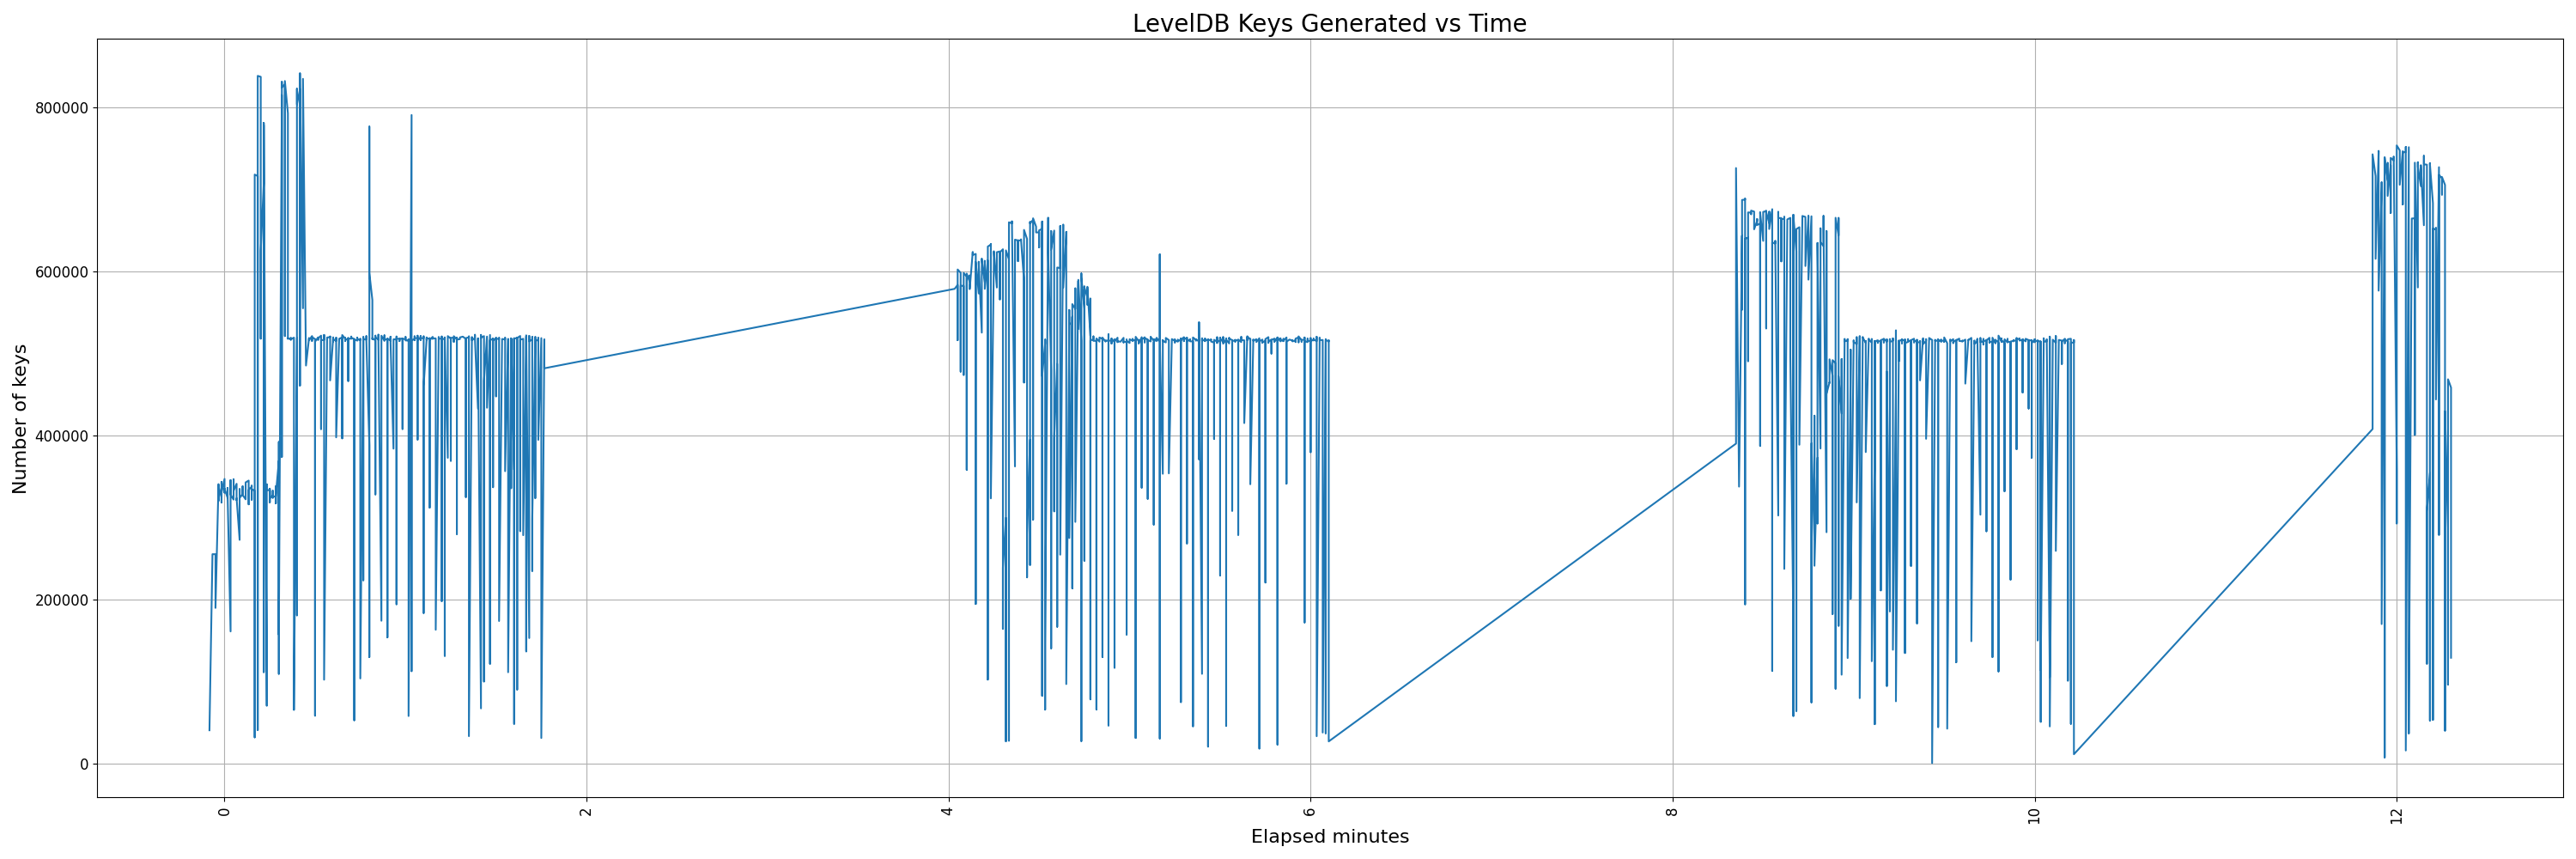 LevelDB Keys Generated vs Time
Number of keys
800000
600000
400000
200000
0
0 2 4 6 8 10 12
Elapsed minutes